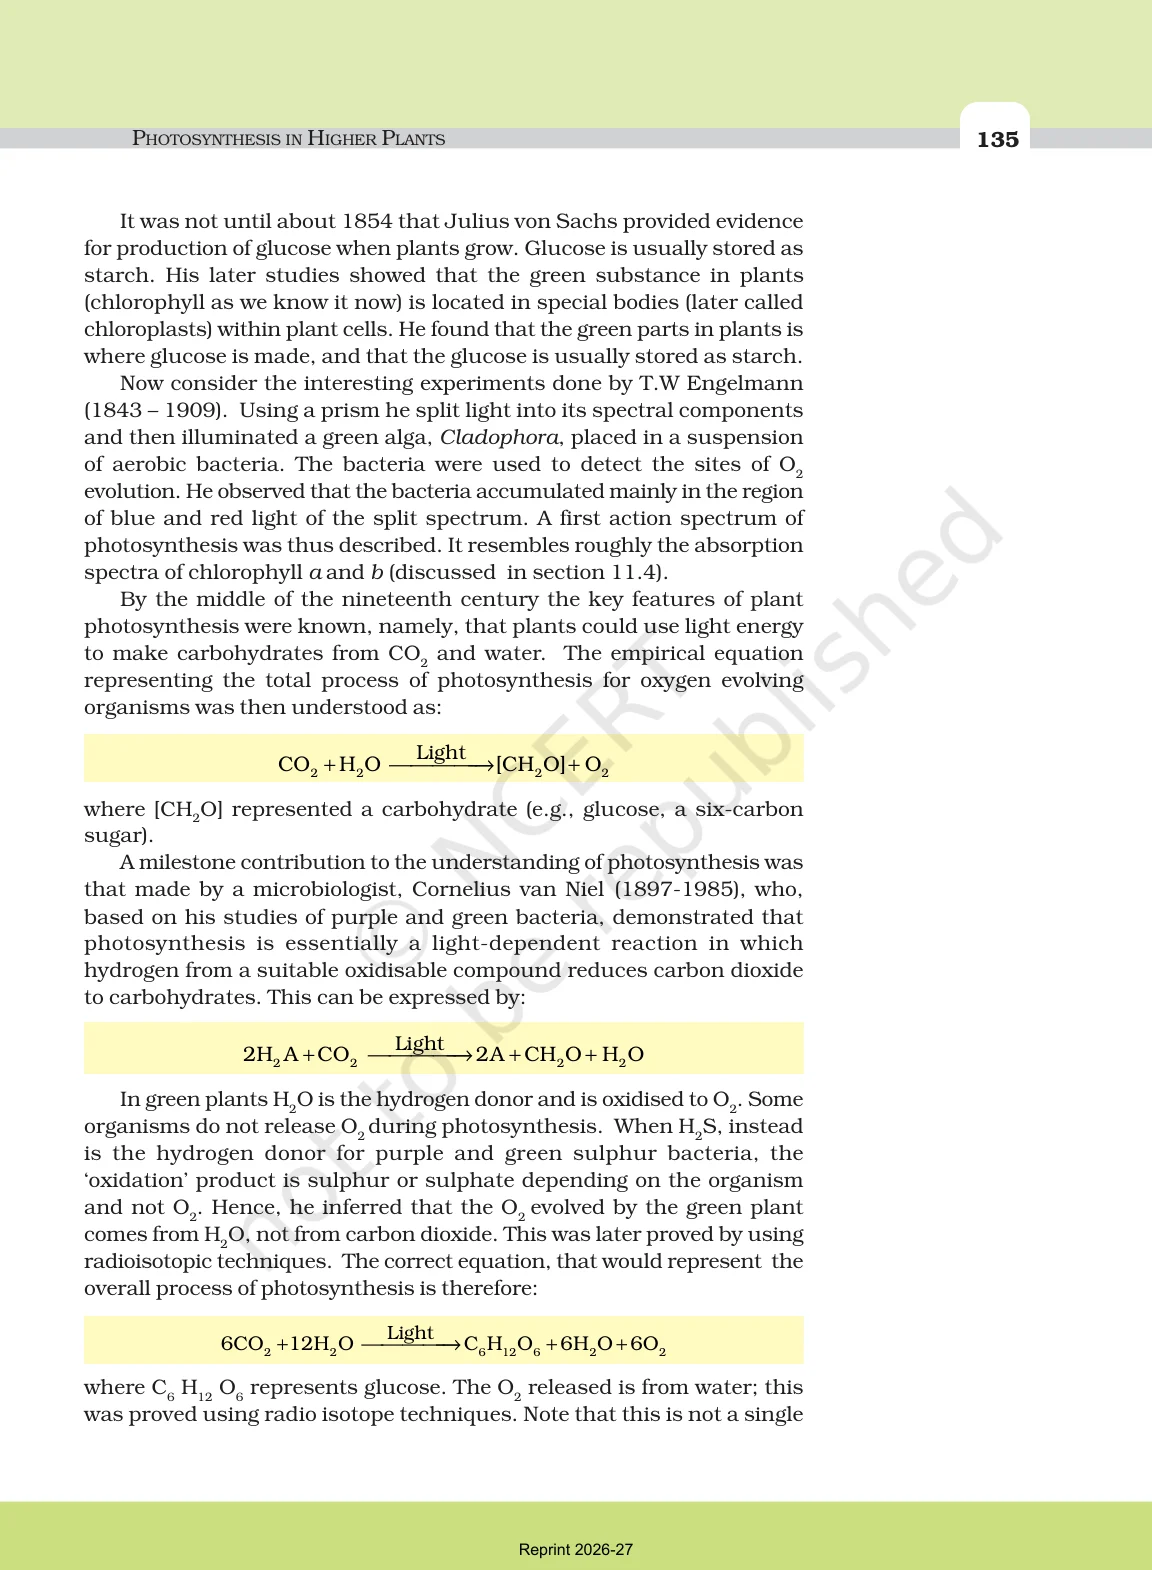 PHOTOSYNTHESIS IN HIGHER PLANTS
135
It was not until about 1854 that Julius von Sachs provided evidence
for production of glucose when plants grow. Glucose is usually stored as
starch. His later studies showed that the green substance in plants
(chlorophyll as we know it now) is located in special bodies (later called
chloroplasts) within plant cells. He found that the green parts in plants is
where glucose is made, and that the glucose is usually stored as starch.
Now consider the interesting experiments done by T.W Engelmann
(1843 – 1909). Using a prism he split light into its spectral components
and then illuminated a green alga, Cladophora, placed in a suspension
of aerobic bacteria. The bacteria were used to detect the sites of O₂
evolution. He observed that the bacteria accumulated mainly in the region
of blue and red light of the split spectrum. A first action spectrum of
photosynthesis was thus described. It resembles roughly the absorption
spectra of chlorophyll a and b (discussed in section 11.4).
By the middle of the nineteenth century the key features of plant
photosynthesis were known, namely, that plants could use light energy
to make carbohydrates from CO₂ and water. The empirical equation
representing the total process of photosynthesis for oxygen evolving
organisms was then understood as:
CO₂ + H₂O —Light→ [CH₂O] + O₂
where [CH₂O] represented a carbohydrate (e.g., glucose, a six-carbon
sugar).
A milestone contribution to the understanding of photosynthesis was
that made by a microbiologist, Cornelius van Niel (1897-1985), who,
based on his studies of purple and green bacteria, demonstrated that
photosynthesis is essentially a light-dependent reaction in which
hydrogen from a suitable oxidisable compound reduces carbon dioxide
to carbohydrates. This can be expressed by:
2H₂A + CO₂ —Light→ 2A + CH₂O + H₂O
In green plants H₂O is the hydrogen donor and is oxidised to O₂. Some
organisms do not release O₂ during photosynthesis. When H₂S, instead
is the hydrogen donor for purple and green sulphur bacteria, the
‘oxidation’ product is sulphur or sulphate depending on the organism
and not O₂. Hence, he inferred that the O₂ evolved by the green plant
comes from H₂O, not from carbon dioxide. This was later proved by using
radioisotopic techniques. The correct equation, that would represent the
overall process of photosynthesis is therefore:
6CO₂ + 12H₂O —Light→ C₆H₁₂O₆ + 6H₂O + 6O₂
where C₆ H₁₂ O₆ represents glucose. The O₂ released is from water; this
was proved using radio isotope techniques. Note that this is not a single
© NCERT
not to be republished
Reprint 2026-27